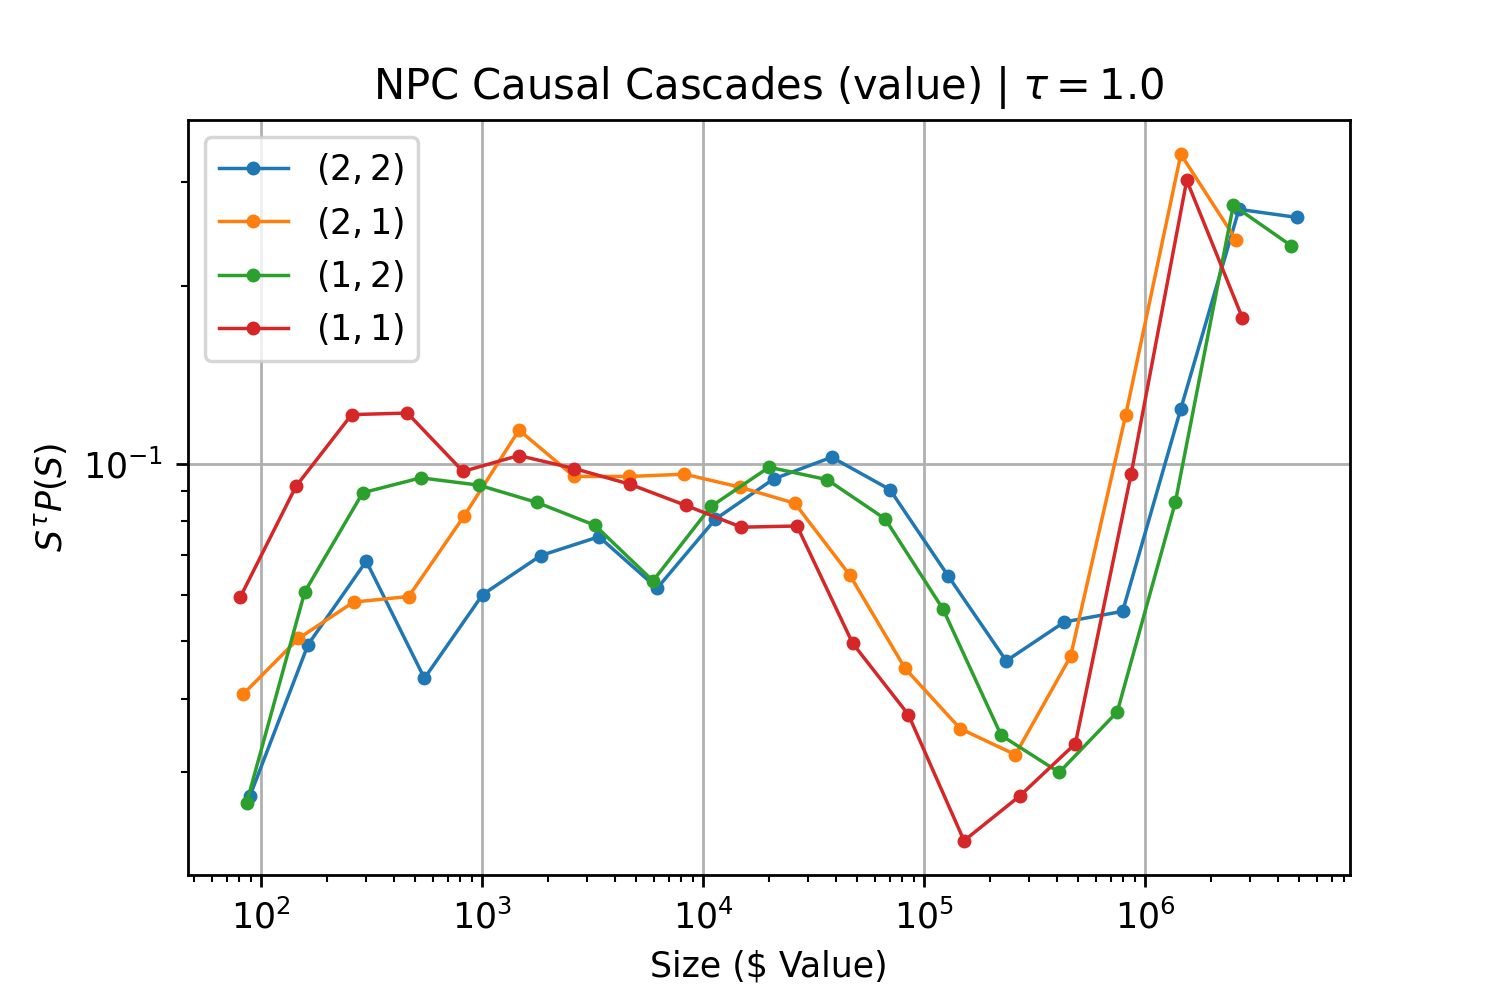 NPC Causal Cascades (value) | τ = 1.0
(2, 2)
(2, 1)
(1, 2)
(1, 1)
S^τP(S)
10⁻¹
10² 10³ 10⁴ 10⁵ 10⁶
Size ($ Value)